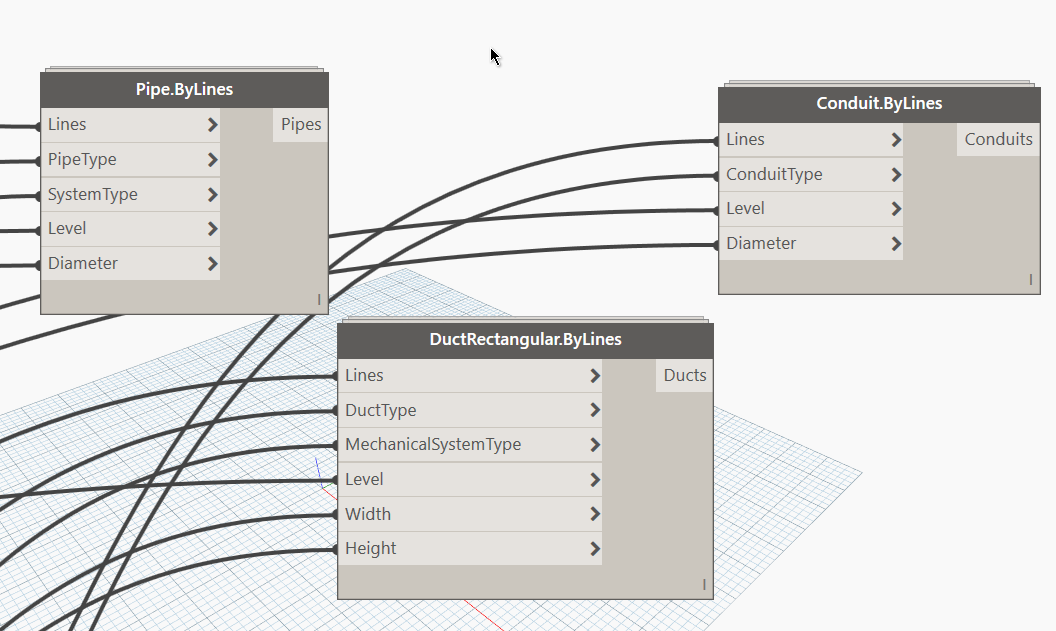 Pipe.ByLines
Lines > Pipes
PipeType >
SystemType >
Level >
Diameter >
l
Conduit.ByLines
Lines > Conduits
ConduitType >
Level >
Diameter >
l
DuctRectangular.ByLines
Lines > Ducts
DuctType >
MechanicalSystemType >
Level >
Width >
Height >
l